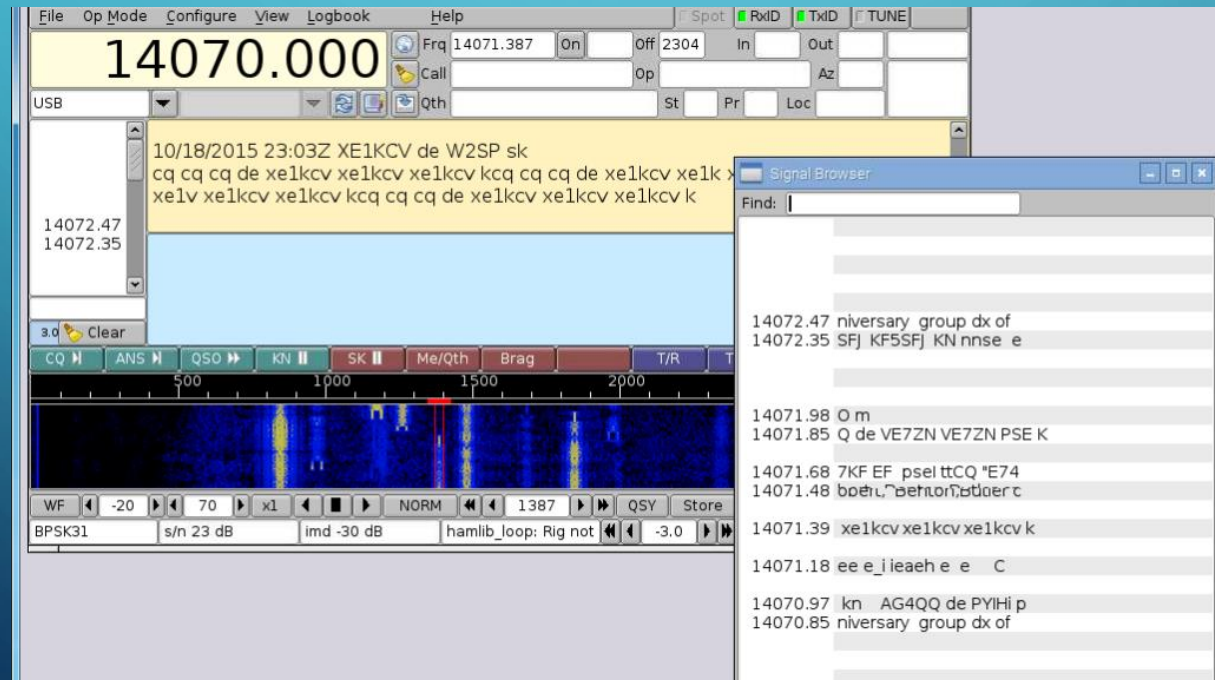 File Op Mode Configure View Logbook Help Spot RxID TxID TUNE
14070.000
Frq 14071.387 On Off 2304 In Out
Call Op Az
USB
Qth St Pr Loc
10/18/2015 23:03Z XE1KCV de W2SP sk
cq cq cq de xe1kcv xe1kcv xe1kcv kcq cq cq de xe1kcv xe1k x
xe1v xe1kcv xe1kcv kcq cq cq de xe1kcv xe1kcv xe1kcv k
14072.47
14072.35
3.0 Clear
CQ ANS QSO KN SK Me/Qth Brag T/R T
500 1000 1500 2000
WF -20 70 x1 NORM 1387 QSY Store
BPSK31 s/n 23 dB imd -30 dB hamlib_loop: Rig not -3.0
Signal Browser
Find:
14072.47 niversary group dx of
14072.35 SFJ KF5SFJ KN nnse e
14071.98 O m
14071.85 Q de VE7ZN VE7ZN PSE K
14071.68 7KF EF psel ttCQ "E74
14071.48
14071.39 xe1kcv xe1kcv xe1kcv k
14071.18 ee e_i ieaeh e e C
14070.97 kn AG4QQ de PYIHi p
14070.85 niversary group dx of